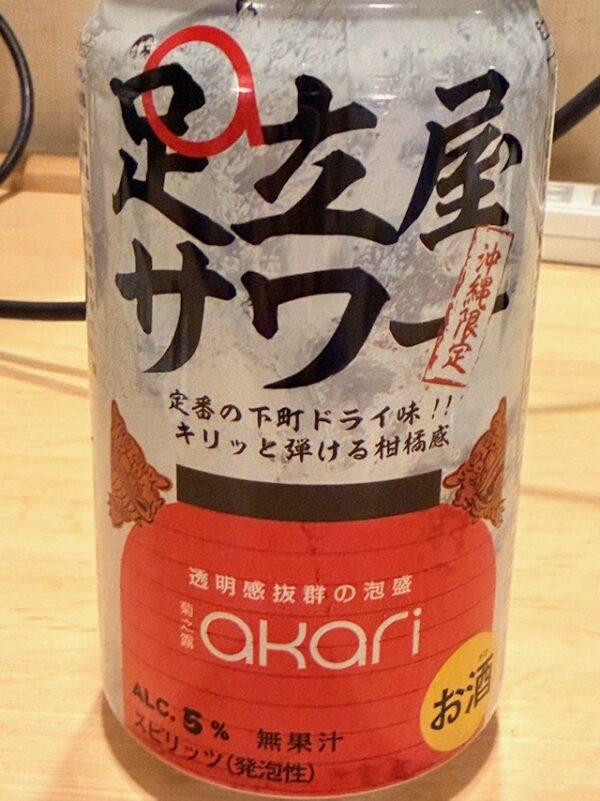 足立屋
サワー
沖縄限定
定番の下町ドライ味!!
キリッと弾ける柑橘感
透明感抜群の泡盛
菊之露
akari
お酒
ALC. 5%
無果汁
スピリッツ(発泡性)